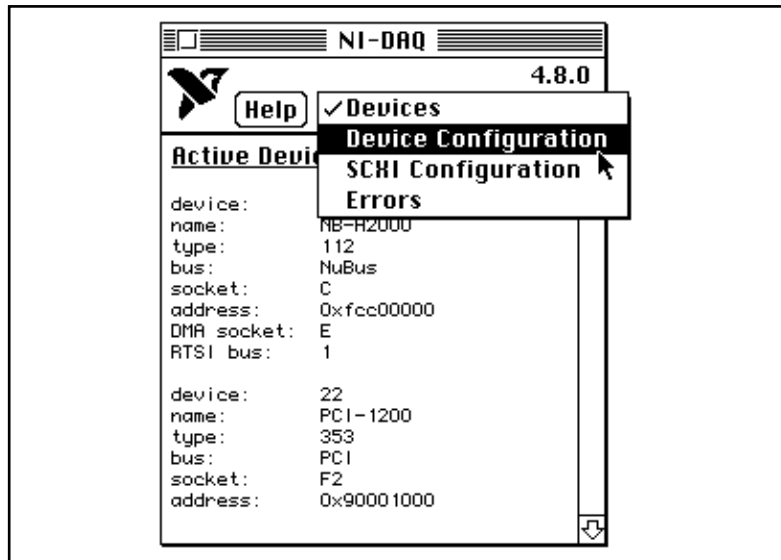 NI-DAQ
4.8.0
Help
✓Devices
Device Configuration
SCXI Configuration
Errors
Active Devi
device:
name: NB-A2000
type: 112
bus: NuBus
socket: C
address: 0xfcc00000
DMA socket: E
RTSI bus: 1
device: 22
name: PCI-1200
type: 353
bus: PCI
socket: F2
address: 0x90001000